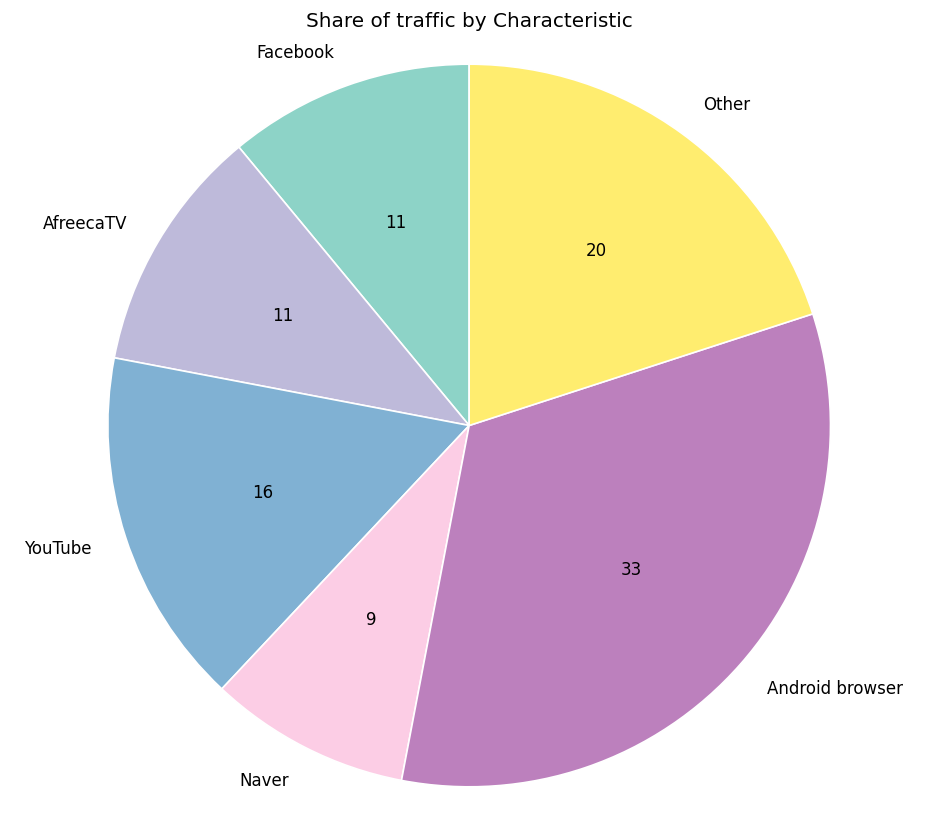 Share of traffic by Characteristic
Facebook
Other
AfreecaTV
11
20
11
16
YouTube
33
9
Android browser
Naver